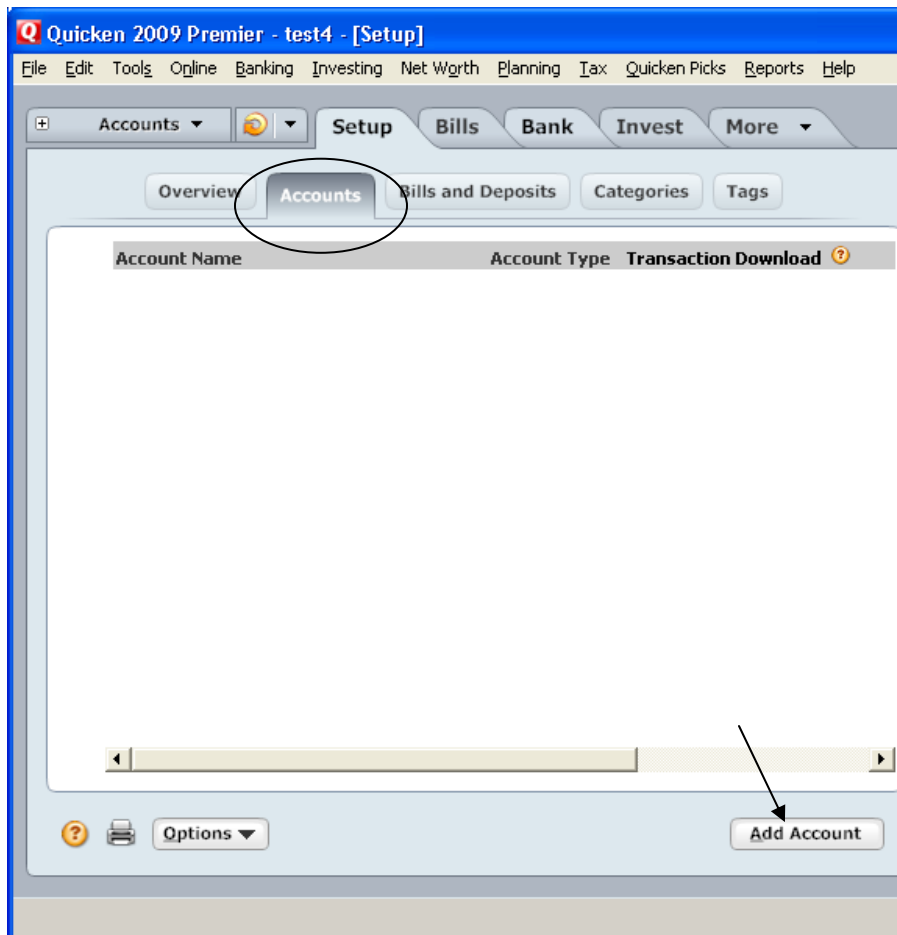 Quicken 2009 Premier - test4 - [Setup]
File Edit Tools Online Banking Investing Net Worth Planning Tax Quicken Picks Reports Help
Accounts Setup Bills Bank Invest More
Overview Accounts Bills and Deposits Categories Tags
Account Name Account Type Transaction Download ?
? Options Add Account